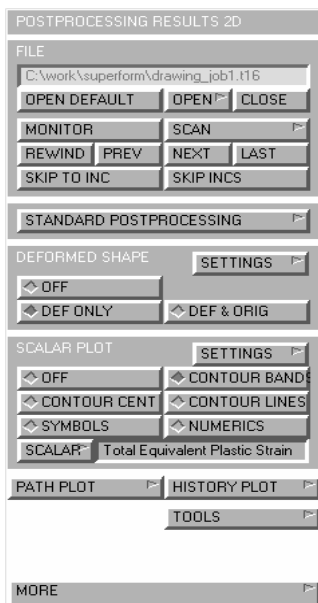 POSTPROCESSING RESULTS 2D
FILE
C:\work\superform\drawing_job1.t16
OPEN DEFAULT OPEN CLOSE
MONITOR SCAN
REWIND PREV NEXT LAST
SKIP TO INC SKIP INCS
STANDARD POSTPROCESSING
DEFORMED SHAPE SETTINGS
OFF
DEF ONLY DEF & ORIG
SCALAR PLOT SETTINGS
OFF CONTOUR BANDS
CONTOUR CENT CONTOUR LINES
SYMBOLS NUMERICS
SCALAR Total Equivalent Plastic Strain
PATH PLOT HISTORY PLOT
TOOLS
MORE